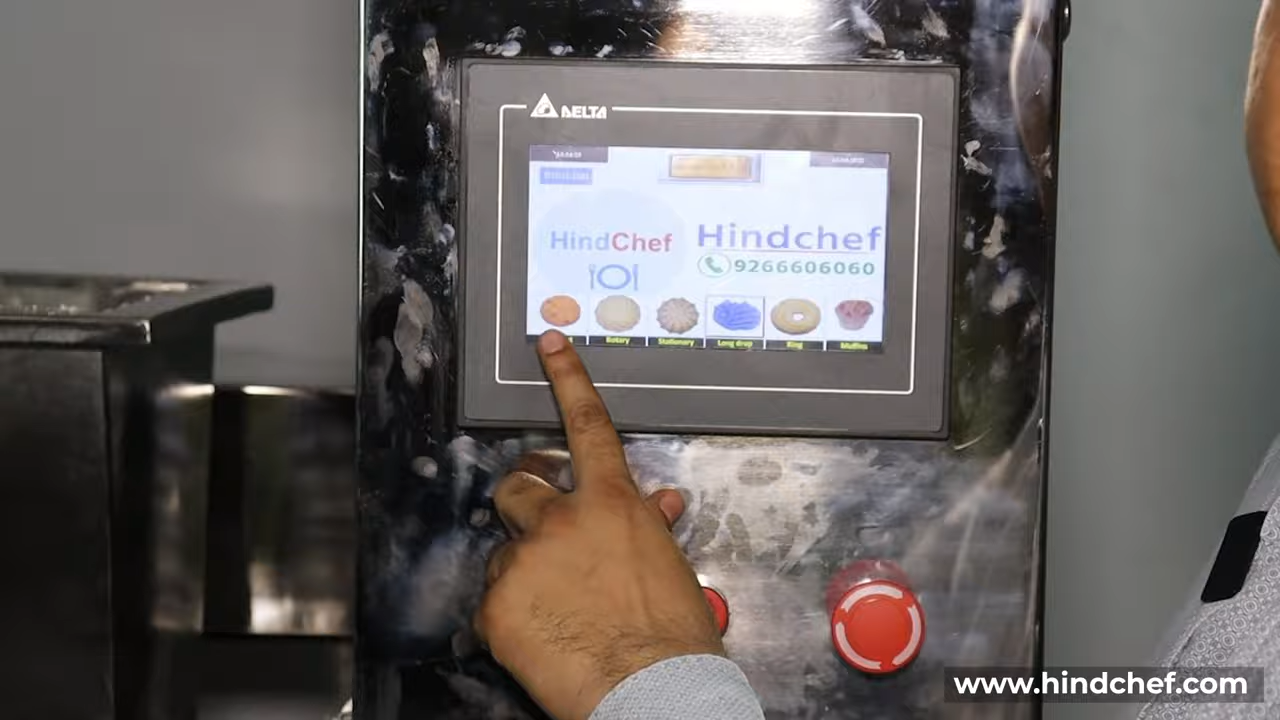 DELTA
HindChef
Hindchef
9266606060
Rotary
Stationary
Long drop
Ring
Muffins
www.hindchef.com